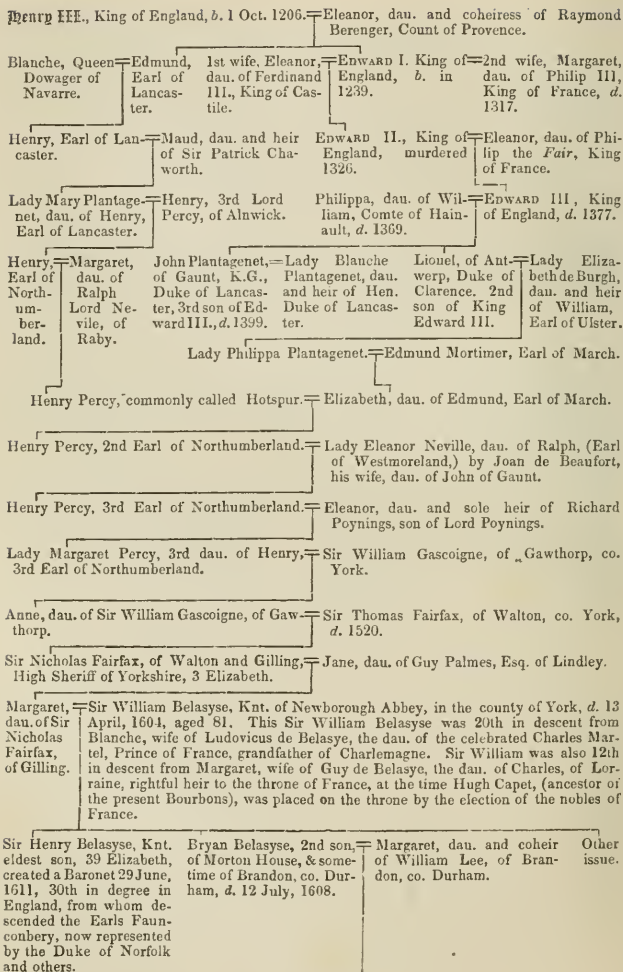 Henry III., King of England, b. 1 Oct. 1206.
Eleanor, dau. and coheiress of Raymond
Berenger, Count of Provence.
Blanche, Queen
Dowager of
Navarre.
Edmund,
Earl of
Lancas-
ter.
1st wife, Eleanor,
dau. of Ferdinand
III., King of Cas-
tile.
EDWARD I. King of
England, b. in
1239.
2nd wife, Margaret,
dau. of Philip III,
King of France, d.
1317.
Henry, Earl of Lan-
caster.
Maud, dau. and heir
of Sir Patrick Cha-
worth.
EDWARD II., King of
England, murdered
1326.
Eleanor, dau. of Phi-
lip the Fair, King
of France.
Lady Mary Plantage-
net, dau. of Henry,
Earl of Lancaster.
Henry, 3rd Lord
Percy, of Alnwick.
Philippa, dau. of Wil-
liam, Comte of Hain-
ault, d. 1369.
EDWARD III, King
of England, d. 1377.
Henry,
Earl of
North-
um-
ber-
land.
Margaret,
dau. of
Ralph
Lord Ne-
vile, of
Raby.
John Plantagenet,
of Gaunt, K.G.,
Duke of Lancas-
ter, 3rd son of Ed-
ward III., d. 1399.
Lady Blanche
Plantagenet, dau.
and heir of Hen.
Duke of Lancas-
ter.
Lionel, of Ant-
werp, Duke of
Clarence. 2nd
son of King
Edward III.
Lady Eliza-
beth de Burgh,
dau. and heir
of William,
Earl of Ulster.
Lady Philippa Plantagenet.
Edmund Mortimer, Earl of March.
Henry Percy, commonly called Hotspur.
Elizabeth, dau. of Edmund, Earl of March.
Henry Percy, 2nd Earl of Northumberland.
Lady Eleanor Neville, dau. of Ralph, (Earl
of Westmoreland,) by Joan de Beaufort,
his wife, dau. of John of Gaunt.
Henry Percy, 3rd Earl of Northumberland.
Eleanor, dau. and sole heir of Richard
Poynings, son of Lord Poynings.
Lady Margaret Percy, 3rd dau. of Henry,
3rd Earl of Northumberland.
Sir William Gascoigne, of Gawthorp, co.
York.
Anne, dau. of Sir William Gascoigne, of Gaw-
thorp.
Sir Thomas Fairfax, of Walton, co. York,
d. 1520.
Sir Nicholas Fairfax, of Walton and Gilling,
High Sheriff of Yorkshire, 3 Elizabeth.
Jane, dau. of Guy Palmes, Esq. of Lindley.
Margaret,
dau. of Sir
Nicholas
Fairfax,
of Gilling.
Sir William Belasyse, Knt. of Newborough Abbey, in the county of York, d. 13
April, 1604, aged 81. This Sir William Belasyse was 20th in descent from
Blanche, wife of Ludovicus de Belasye, the dau. of the celebrated Charles Mar-
tel, Prince of France, grandfather of Charlemagne. Sir William was also 12th
in descent from Margaret, wife of Guy de Belasye, the dau. of Charles, of Lor-
raine, rightful heir to the throne of France, at the time Hugh Capet, (ancestor of
the present Bourbons), was placed on the throne by the election of the nobles of
France.
Sir Henry Belasyse, Knt.
eldest son, 39 Elizabeth,
created a Baronet 29 June,
1611, 30th in degree in
England, from whom de-
scended the Earls Faun-
conbery, now represented
by the Duke of Norfolk
and others.
Bryan Belasyse, 2nd son,
of Morton House, & some-
time of Brandon, co. Dur-
ham, d. 12 July, 1608.
Margaret, dau. and coheir
of William Lee, of Bran-
don, co. Durham.
Other
issue.